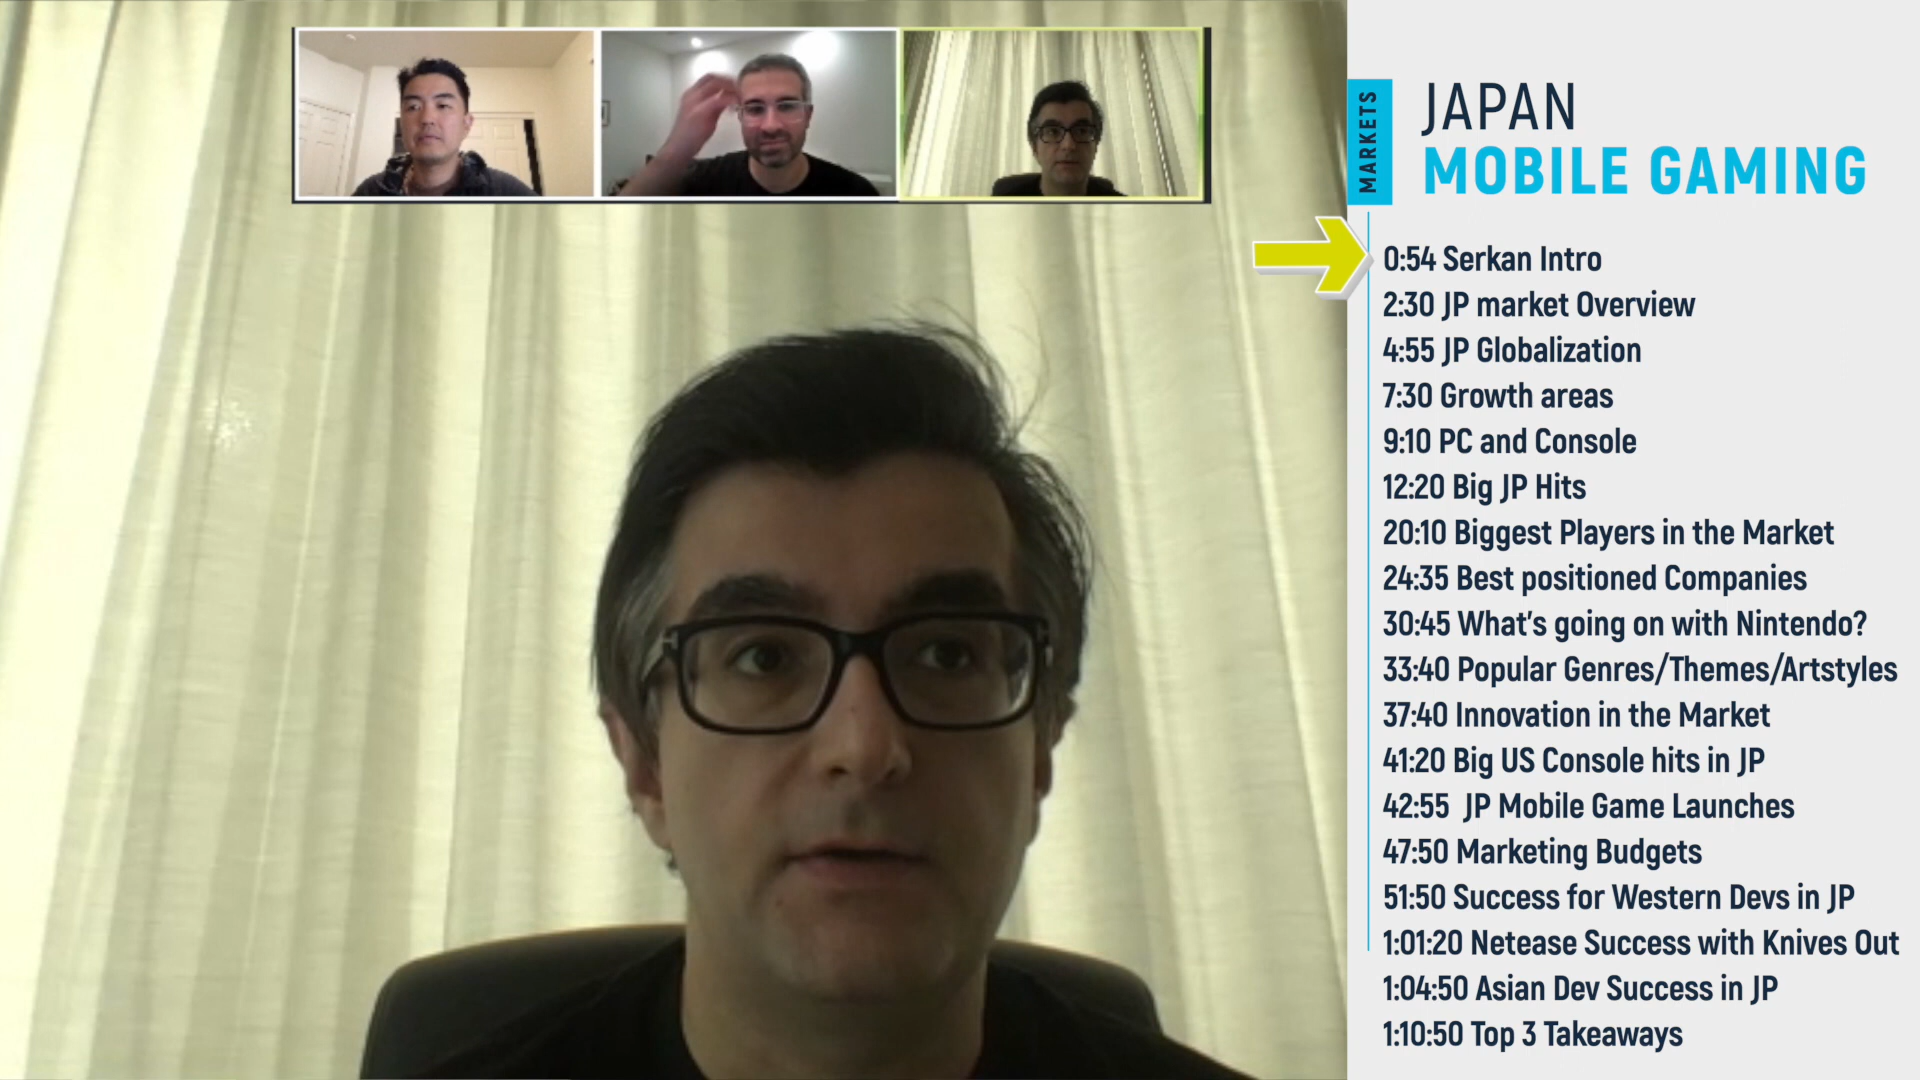 MARKETS
JAPAN
MOBILE GAMING
0:54 Serkan Intro
2:30 JP market Overview
4:55 JP Globalization
7:30 Growth areas
9:10 PC and Console
12:20 Big JP Hits
20:10 Biggest Players in the Market
24:35 Best positioned Companies
30:45 What's going on with Nintendo?
33:40 Popular Genres/Themes/Artstyles
37:40 Innovation in the Market
41:20 Big US Console hits in JP
42:55 JP Mobile Game Launches
47:50 Marketing Budgets
51:50 Success for Western Devs in JP
1:01:20 Netease Success with Knives Out
1:04:50 Asian Dev Success in JP
1:10:50 Top 3 Takeaways